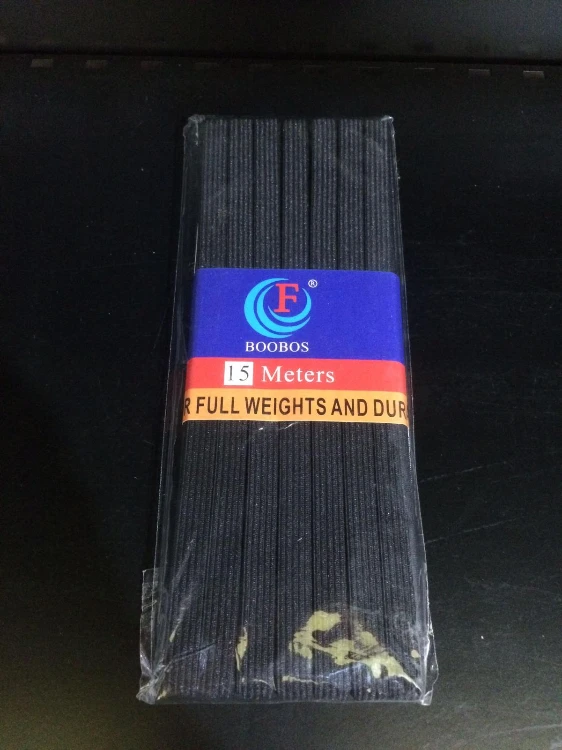 F ®
BOOBOS
15 Meters
R FULL WEIGHTS AND DUR